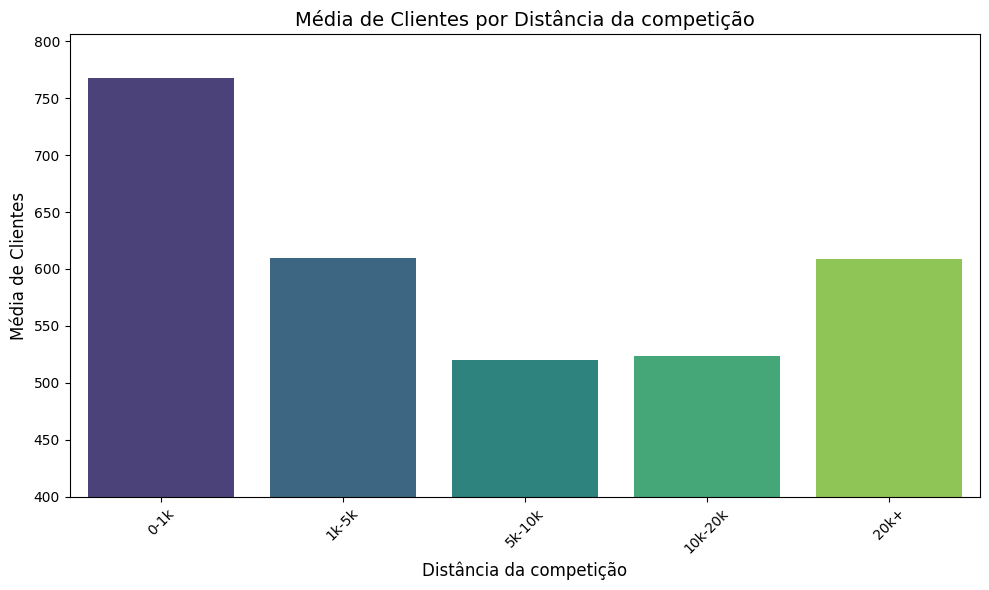 Média de Clientes por Distância da competição
Média de Clientes
800
750
700
650
600
550
500
450
400
0-1k
1k-5k
5k-10k
10k-20k
20k+
Distância da competição